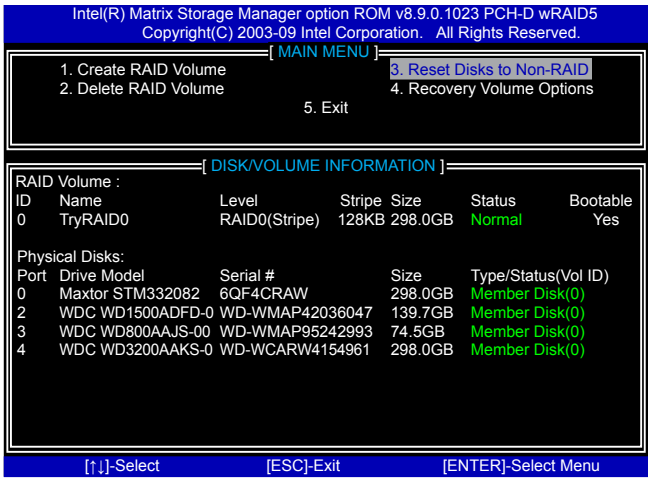 Intel(R) Matrix Storage Manager option ROM v8.9.0.1023 PCH-D wRAID5
Copyright(C) 2003-09 Intel Corporation. All Rights Reserved.
[ MAIN MENU ]
1. Create RAID Volume 3. Reset Disks to Non-RAID
2. Delete RAID Volume 4. Recovery Volume Options
5. Exit
[ DISK/VOLUME INFORMATION ]
RAID Volume :
ID Name Level Stripe Size Status Bootable
0 TryRAID0 RAID0(Stripe) 128KB 298.0GB Normal Yes
Physical Disks:
Port Drive Model Serial # Size Type/Status(Vol ID)
0 Maxtor STM332082 6QF4CRAW 298.0GB Member Disk(0)
2 WDC WD1500ADFD-0 WD-WMAP42036047 139.7GB Member Disk(0)
3 WDC WD800AAJS-00 WD-WMAP95242993 74.5GB Member Disk(0)
4 WDC WD3200AAKS-0 WD-WCARW4154961 298.0GB Member Disk(0)
[↑↓]-Select [ESC]-Exit [ENTER]-Select Menu